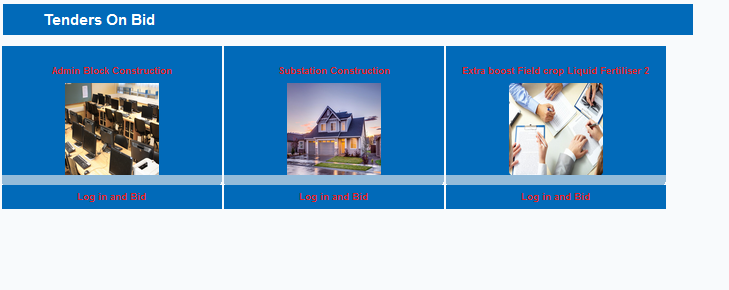 Tenders On Bid
Admin Block Construction
Substation Construction
Extra boost Field crop Liquid Fertiliser 2
Log in and Bid
Log in and Bid
Log in and Bid